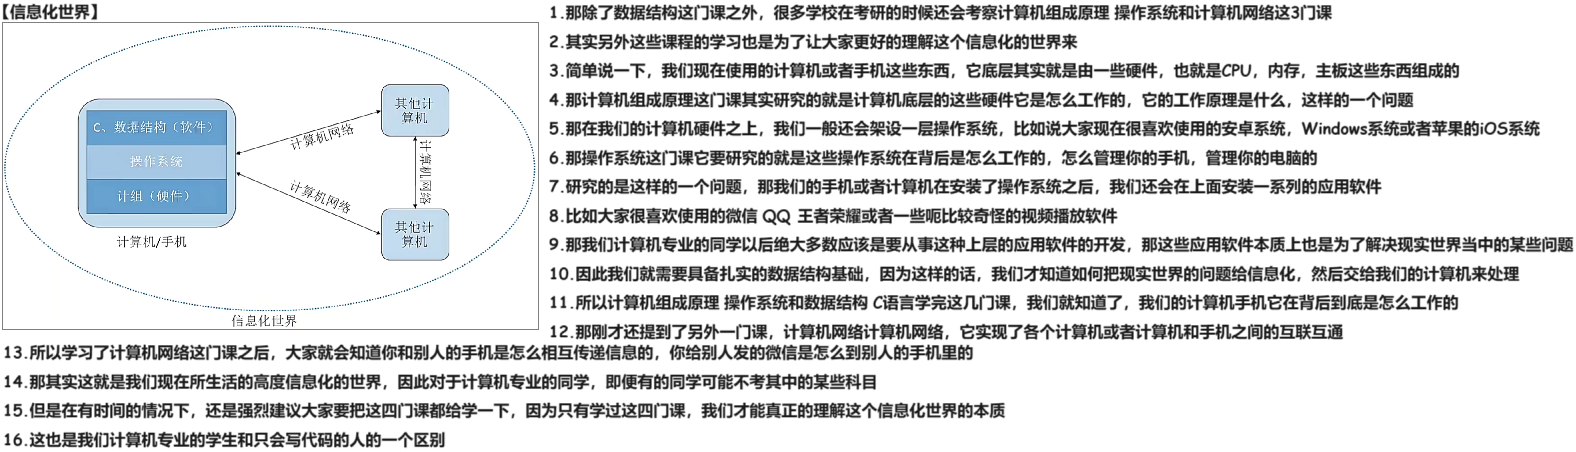 【信息化世界】
C、数据结构（软件）
操作系统
计组（硬件）
计算机/手机
计算机网络
计算机网络
计算机网络
其他计
算机
其他计
算机
信息化世界
1.那除了数据结构这门课之外，很多学校在考研的时候还会考察计算机组成原理 操作系统和计算机网络这3门课
2.其实另外这些课程的学习也是为了让大家更好的理解这个信息化的世界来
3.简单说一下，我们现在使用的计算机或者手机这些东西，它底层其实就是由一些硬件，也就是CPU，内存，主板这些东西组成的
4.那计算机组成原理这门课其实研究的就是计算机底层的这些硬件它是怎么工作的，它的工作原理是什么，这样的一个问题
5.那在我们的计算机硬件之上，我们一般还会架设一层操作系统，比如说大家现在很喜欢使用的安卓系统，Windows系统或者苹果的iOS系统
6.那操作系统这门课它要研究的就是这些操作系统在背后是怎么工作的，怎么管理你的手机，管理你的电脑的
7.研究的是这样的一个问题，那我们的手机或者计算机在安装了操作系统之后，我们还会在上面安装一系列的应用软件
8.比如大家很喜欢使用的微信 QQ 王者荣耀或者一些呃比较奇怪的视频播放软件
9.那我们计算机专业的同学以后绝大多数应该是要从事这种上层的应用软件的开发，那这些应用软件本质上也是为了解决现实世界当中的某些问题
10.因此我们就需要具备扎实的数据结构基础，因为这样的话，我们才知道如何把现实世界的问题给信息化，然后交给我们的计算机来处理
11.所以计算机组成原理 操作系统和数据结构 C语言学完这几门课，我们就知道了，我们的计算机手机它在背后到底是怎么工作的
12.那刚才还提到了另外一门课，计算机网络计算机网络，它实现了各个计算机或者计算机和手机之间的互联互通
13.所以学习了计算机网络这门课之后，大家就会知道你和别人的手机是怎么相互传递信息的，你给别人发的微信是怎么到别人的手机里的
14.那其实这就是我们现在所生活的高度信息化的世界，因此对于计算机专业的同学，即便有的同学可能不考其中的某些科目
15.但是在有时间的情况下，还是强烈建议大家要把这四门课都给学一下，因为只有学过这四门课，我们才能真正的理解这个信息化世界的本质
16.这也是我们计算机专业的学生和只会写代码的人的一个区别